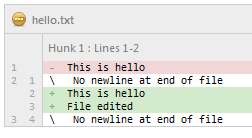 hello.txt
Hunk 1 : Lines 1-2
1 - This is hello
2 1 \ No newline at end of file
2 + This is hello
3 + File edited
3 4 \ No newline at end of file